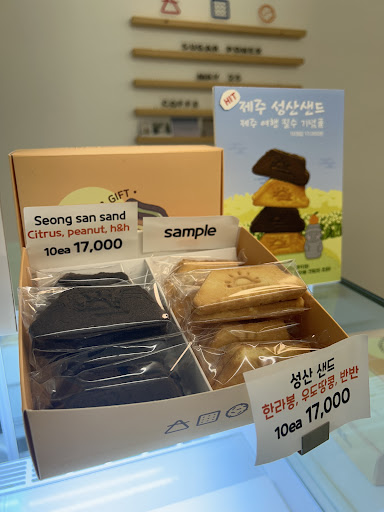 SUGAR POWDER
COFFEE
HIT
제주 성산샌드
제주 여행 필수 기념품
GIFT
Seong san sand
Citrus, peanut, h&h
10ea 17,000
sample
성산 샌드
한라봉, 우도땅콩, 반반
10ea 17,000